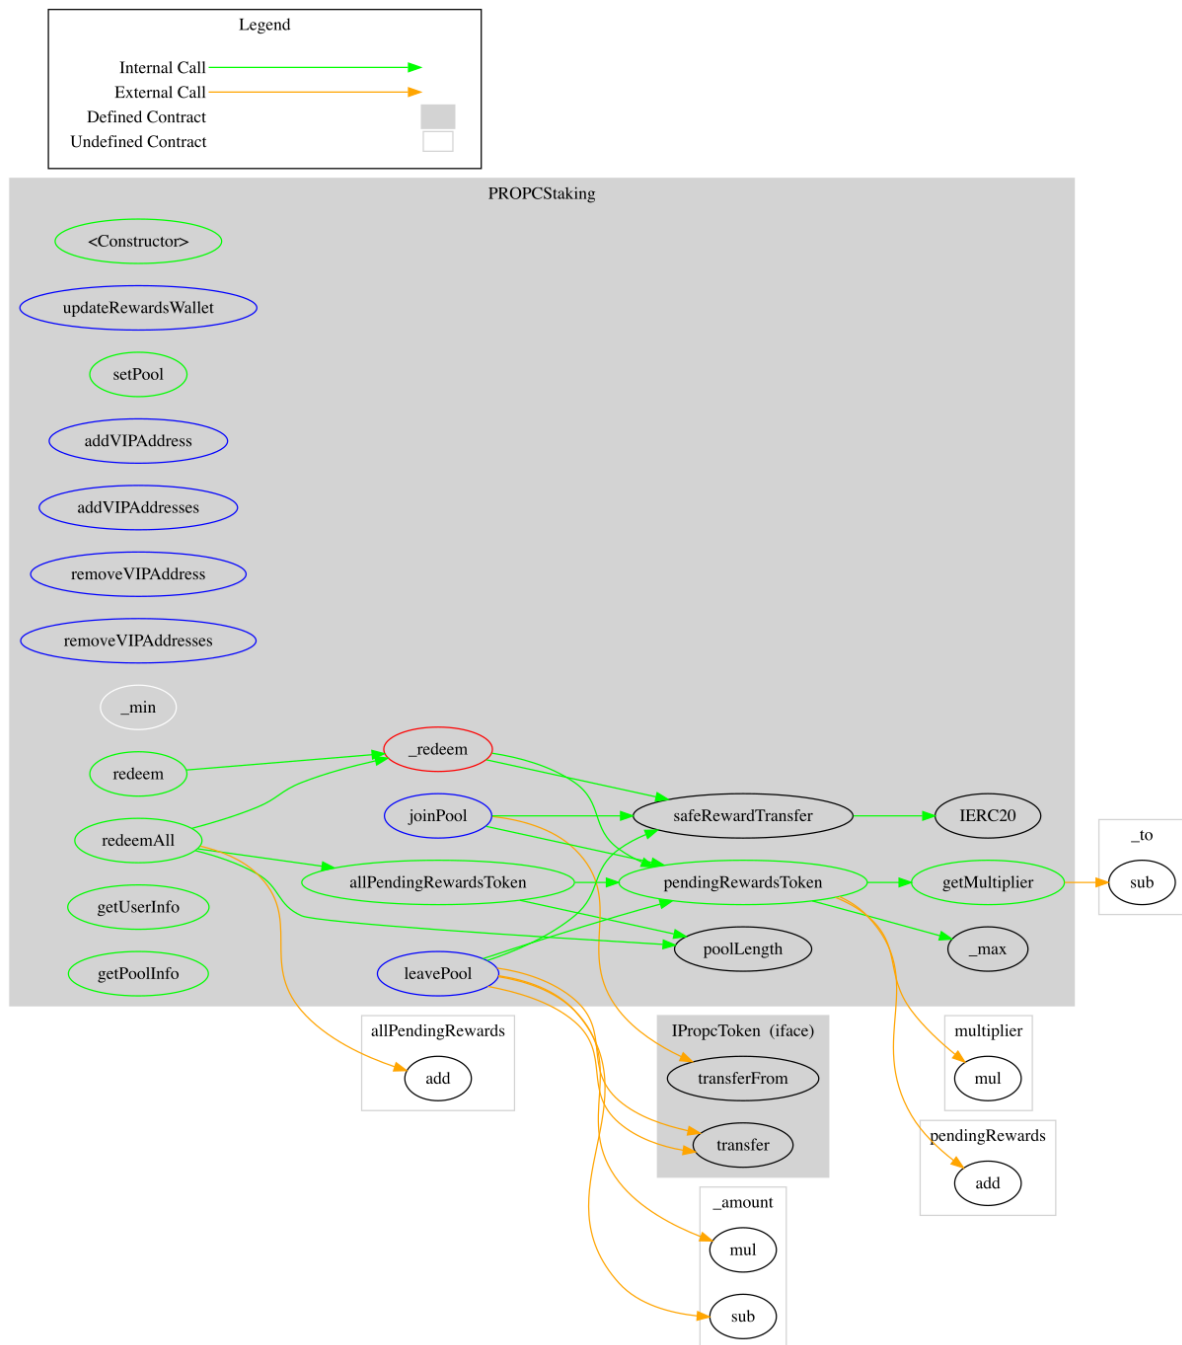 Legend
Internal Call
External Call
Defined Contract
Undefined Contract
PROPCStaking
<Constructor>
updateRewardsWallet
setPool
addVIPAddress
addVIPAddresses
removeVIPAddress
removeVIPAddresses
_min
redeem
redeemAll
getUserInfo
getPoolInfo
_redeem
joinPool
allPendingRewardsToken
leavePool
safeRewardTransfer
pendingRewardsToken
poolLength
IERC20
getMultiplier
_max
_to
sub
allPendingRewards
add
IPropcToken (iface)
transferFrom
transfer
multiplier
mul
pendingRewards
add
_amount
mul
sub